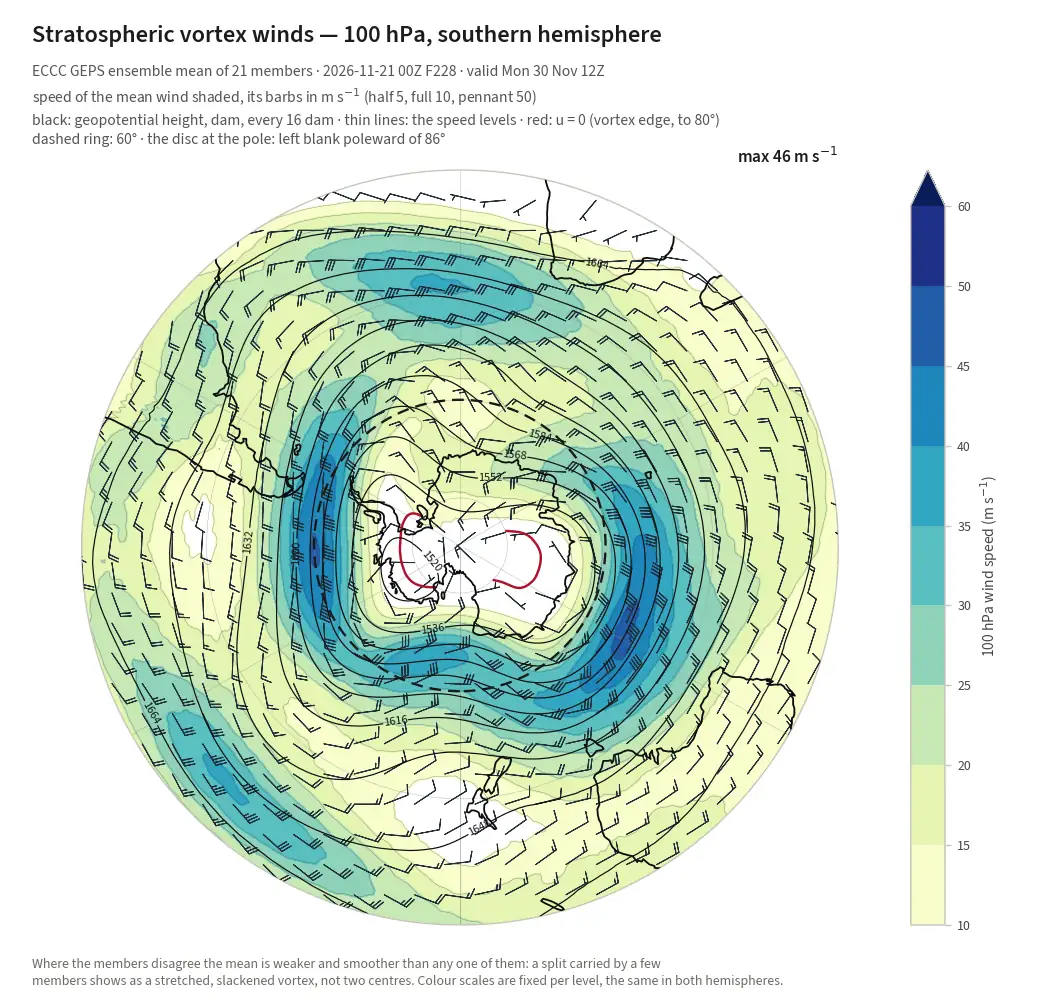 Stratospheric vortex winds — 100 hPa, southern hemisphere
ECCC GEPS ensemble mean of 21 members · 2026-11-21 00Z F228 · valid Mon 30 Nov 12Z
speed of the mean wind shaded, its barbs in m s⁻¹ (half 5, full 10, pennant 50)
black: geopotential height, dam, every 16 dam · thin lines: the speed levels · red: u = 0 (vortex edge, to 80°)
dashed ring: 60° · the disc at the pole: left blank poleward of 86°
max 46 m s⁻¹
60
50
45
40
35
30
25
20
15
10
100 hPa wind speed (m s⁻¹)
1664
1584
1568
1552
1632
1520
1536
1664
1616
Where the members disagree the mean is weaker and smoother than any one of them: a split carried by a few
members shows as a stretched, slackened vortex, not two centres. Colour scales are fixed per level, the same in both hemispheres.